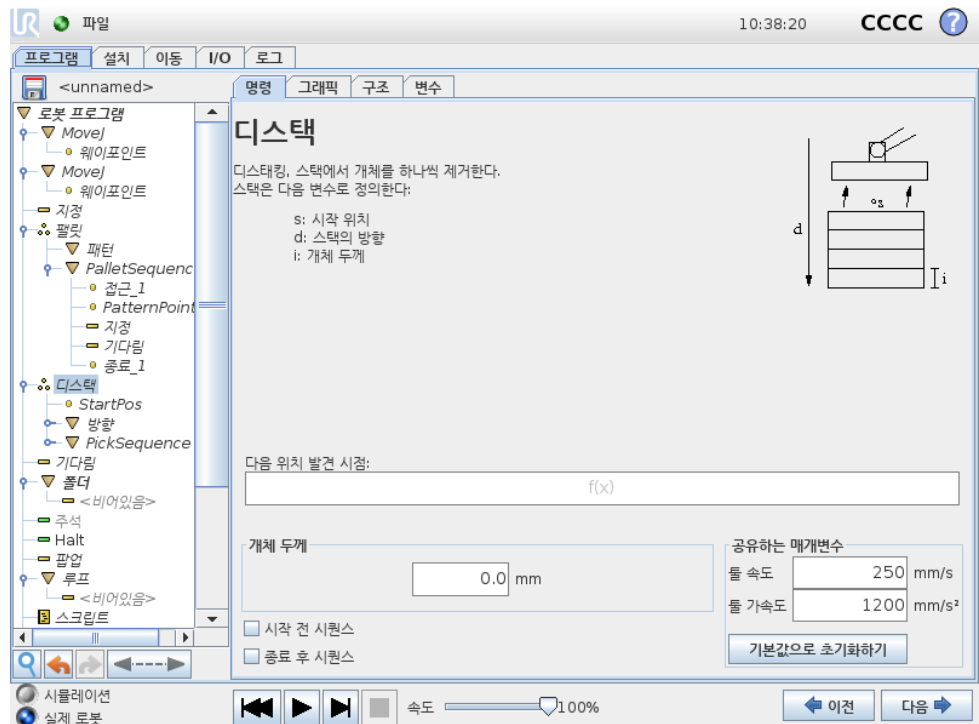 UR 파일 10:38:20 CCCC ?
프로그램 설치 이동 I/O 로그
<unnamed>
명령 그래픽 구조 변수
로봇 프로그램
MoveJ
웨이포인트
MoveJ
웨이포인트
지정
팰릿
패턴
PalletSequenc
접근_1
PatternPoint
지정
기다림
종료_1
디스택
StartPos
방향
PickSequence
기다림
폴더
<비어있음>
주석
Halt
팝업
루프
<비어있음>
스크립트
디스택
디스태킹, 스택에서 개체를 하나씩 제거한다.
스택은 다음 변수로 정의한다:
s: 시작 위치
d: 스택의 방향
i: 개체 두께
s
d
i
다음 위치 발견 시점:
f(x)
개체 두께
0.0 mm
시작 전 시퀀스
종료 후 시퀀스
공유하는 매개변수
툴 속도 250 mm/s
툴 가속도 1200 mm/s²
기본값으로 초기화하기
시뮬레이션
실제 로봇
속도 100%
이전 다음